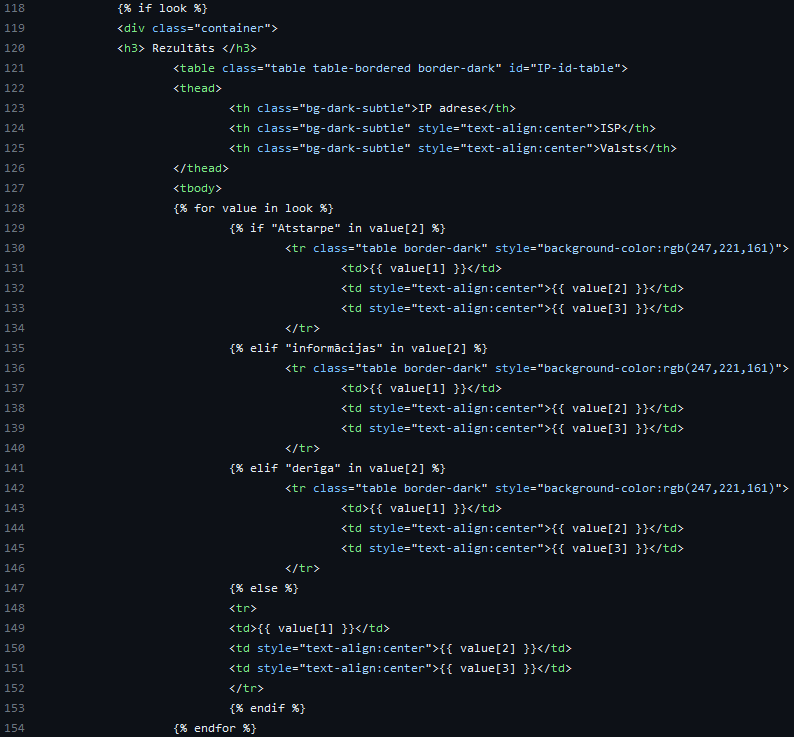 118 {% if look %}
119 <div class="container">
120 <h3> Rezultāts </h3>
121 <table class="table table-bordered border-dark" id="IP-id-table">
122 <thead>
123 <th class="bg-dark-subtle">IP adrese</th>
124 <th class="bg-dark-subtle" style="text-align:center">ISP</th>
125 <th class="bg-dark-subtle" style="text-align:center">Valsts</th>
126 </thead>
127 <tbody>
128 {% for value in look %}
129 {% if "Atstarpe" in value[2] %}
130 <tr class="table border-dark" style="background-color:rgb(247,221,161)">
131 <td>{{ value[1] }}</td>
132 <td style="text-align:center">{{ value[2] }}</td>
133 <td style="text-align:center">{{ value[3] }}</td>
134 </tr>
135 {% elif "informācijas" in value[2] %}
136 <tr class="table border-dark" style="background-color:rgb(247,221,161)">
137 <td>{{ value[1] }}</td>
138 <td style="text-align:center">{{ value[2] }}</td>
139 <td style="text-align:center">{{ value[3] }}</td>
140 </tr>
141 {% elif "derīga" in value[2] %}
142 <tr class="table border-dark" style="background-color:rgb(247,221,161)">
143 <td>{{ value[1] }}</td>
144 <td style="text-align:center">{{ value[2] }}</td>
145 <td style="text-align:center">{{ value[3] }}</td>
146 </tr>
147 {% else %}
148 <tr>
149 <td>{{ value[1] }}</td>
150 <td style="text-align:center">{{ value[2] }}</td>
151 <td style="text-align:center">{{ value[3] }}</td>
152 </tr>
153 {% endif %}
154 {% endfor %}